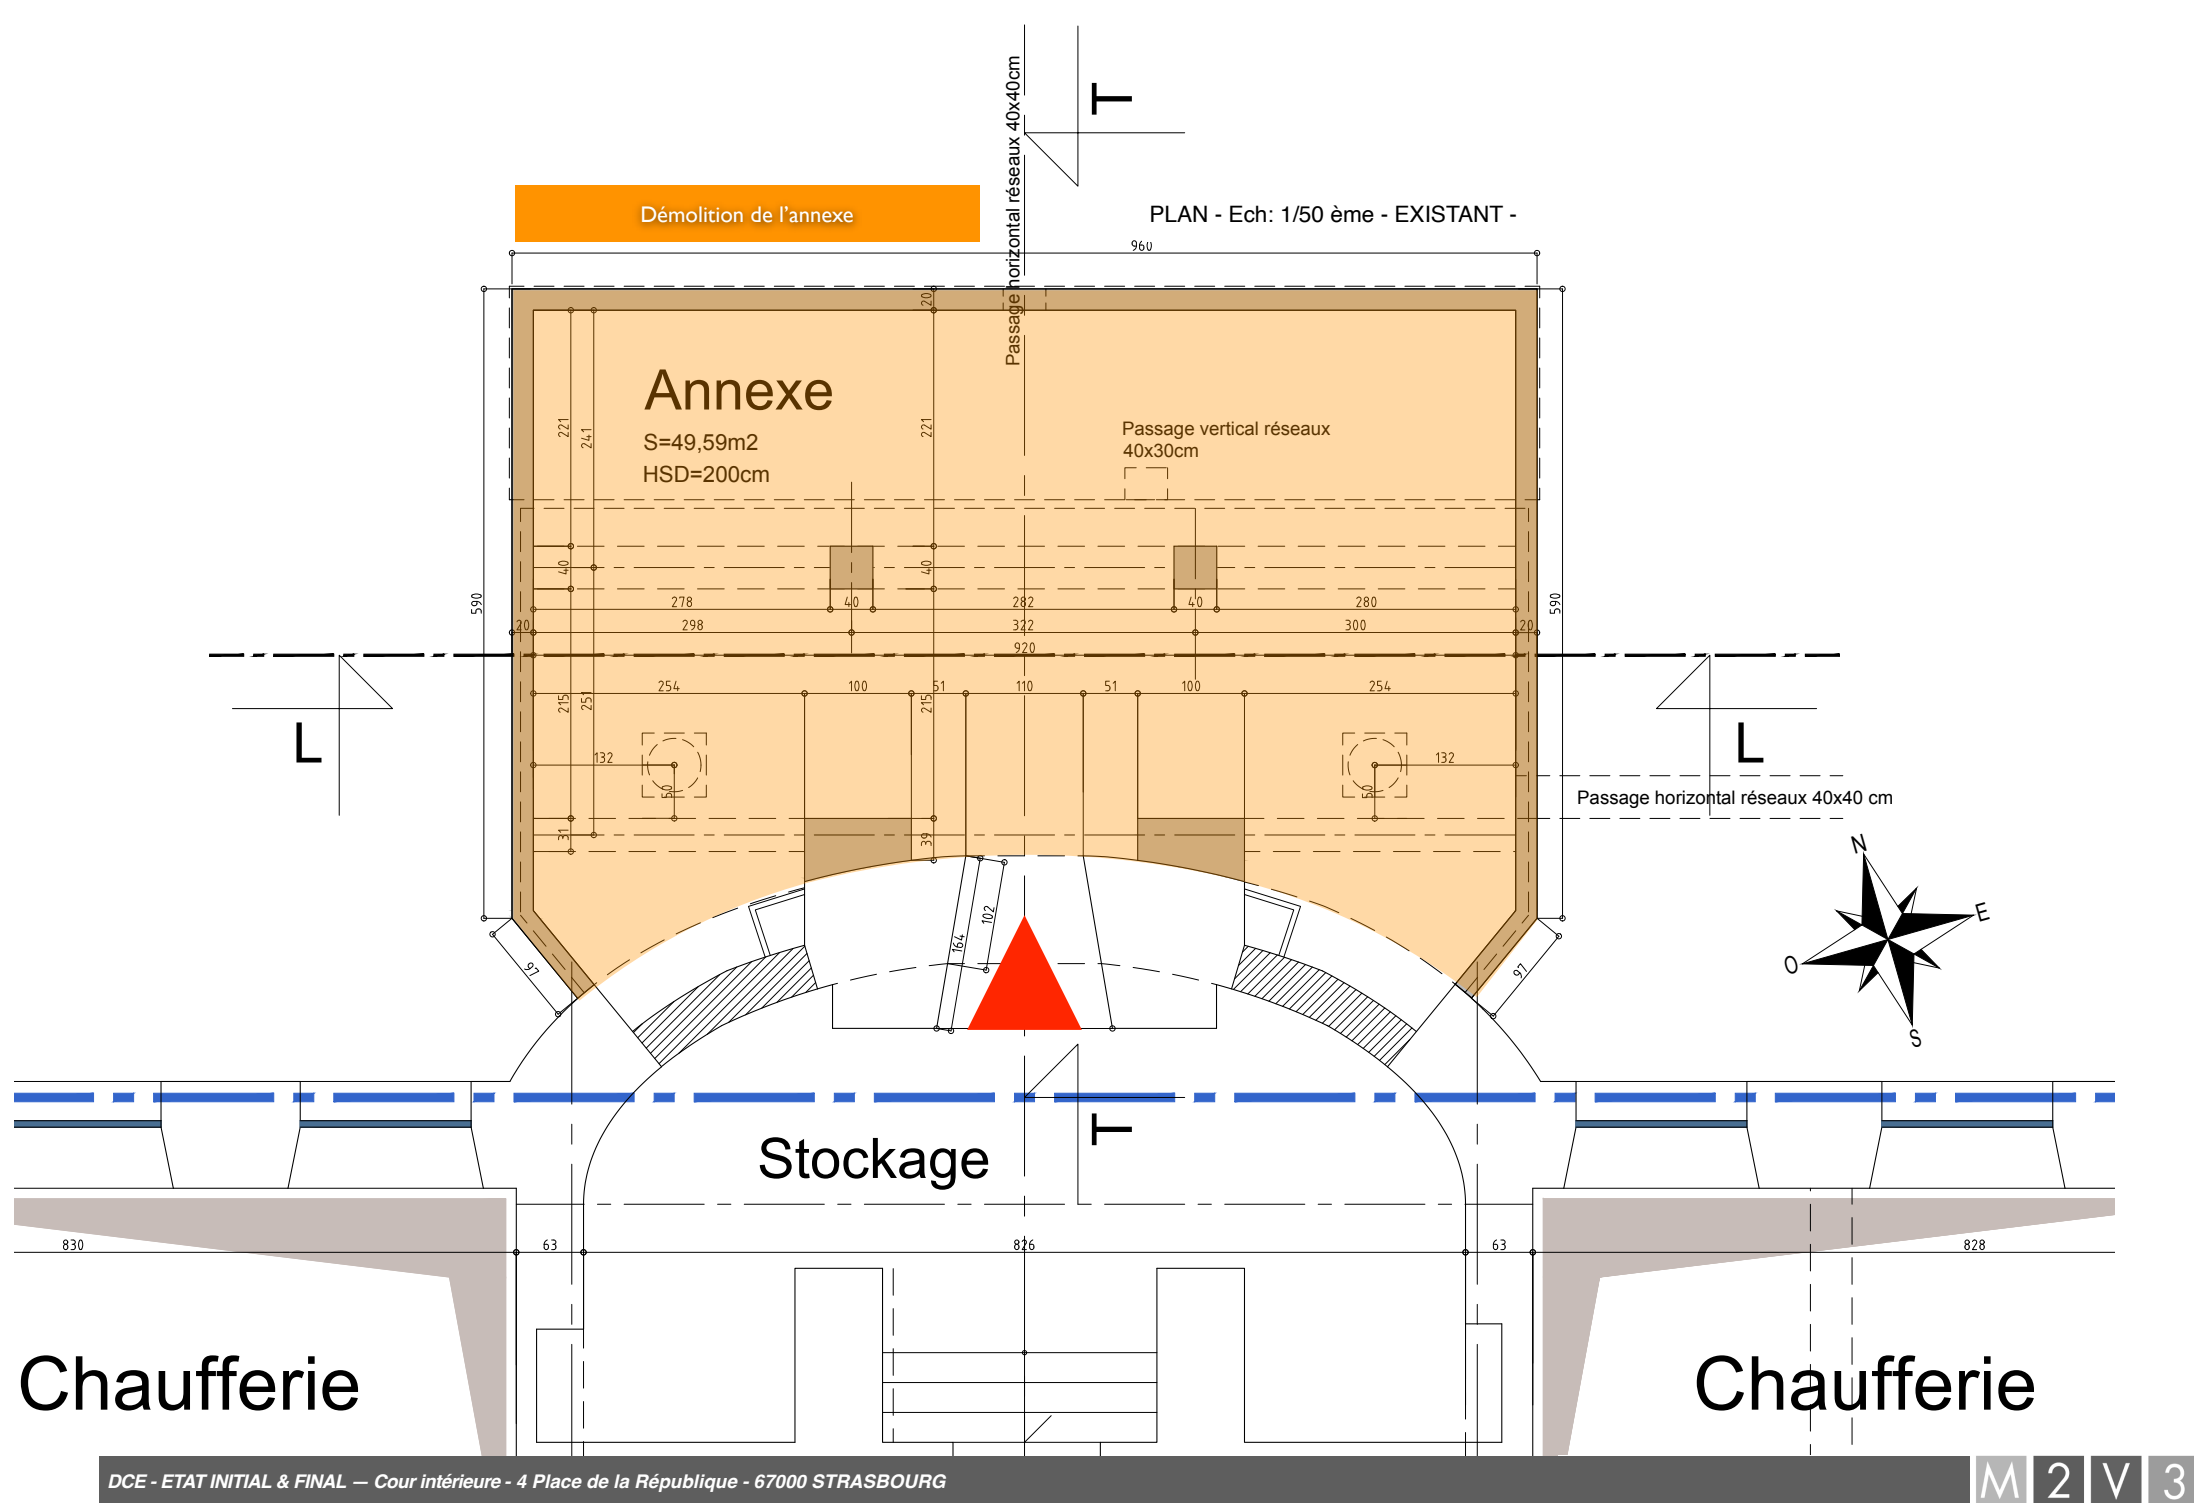 T
Passage horizontal réseaux 40x40cm
Démolition de l'annexe
PLAN - Ech: 1/50 ème - EXISTANT -
960
20
Annexe
S=49,59m2
HSD=200cm
221
241
221
Passage vertical réseaux
40x30cm
40
40
590
590
278
40
282
40
280
20
298
322
300
20
920
254
100
51
110
51
100
254
215
251
215
L
L
132
50
132
50
Passage horizontal réseaux 40x40 cm
31
39
N
E
O
S
102
164
97
97
T
Stockage
830
63
826
63
828
Chaufferie
Chaufferie
DCE - ETAT INITIAL & FINAL — Cour intérieure - 4 Place de la République - 67000 STRASBOURG
M 2 V 3